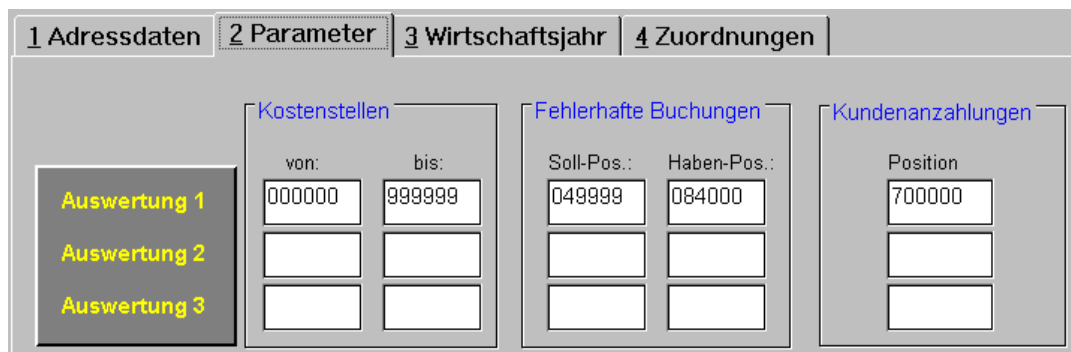 1 Adressdaten 2 Parameter 3 Wirtschaftsjahr 4 Zuordnungen
Kostenstellen Fehlerhafte Buchungen Kundenanzahlungen
von: bis: Soll-Pos.: Haben-Pos.: Position
Auswertung 1 000000 999999 049999 084000 700000
Auswertung 2
Auswertung 3